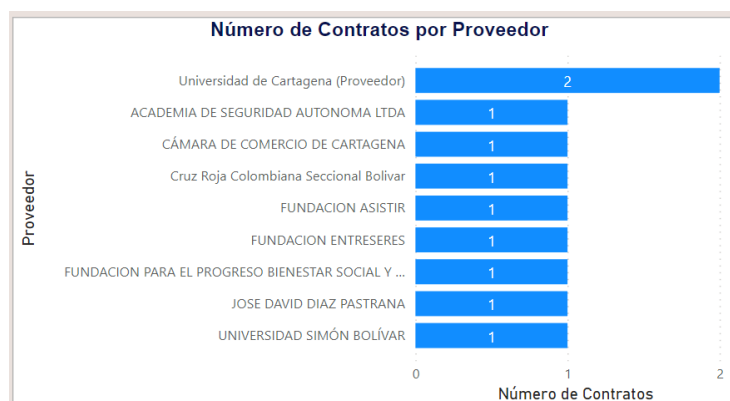 Número de Contratos por Proveedor
Proveedor
Universidad de Cartagena (Proveedor)
2
ACADEMIA DE SEGURIDAD AUTONOMA LTDA
1
CÁMARA DE COMERCIO DE CARTAGENA
1
Cruz Roja Colombiana Seccional Bolivar
1
FUNDACION ASISTIR
1
FUNDACION ENTRESERES
1
FUNDACION PARA EL PROGRESO BIENESTAR SOCIAL Y ...
1
JOSE DAVID DIAZ PASTRANA
1
UNIVERSIDAD SIMÓN BOLÍVAR
1
0 1 2
Número de Contratos